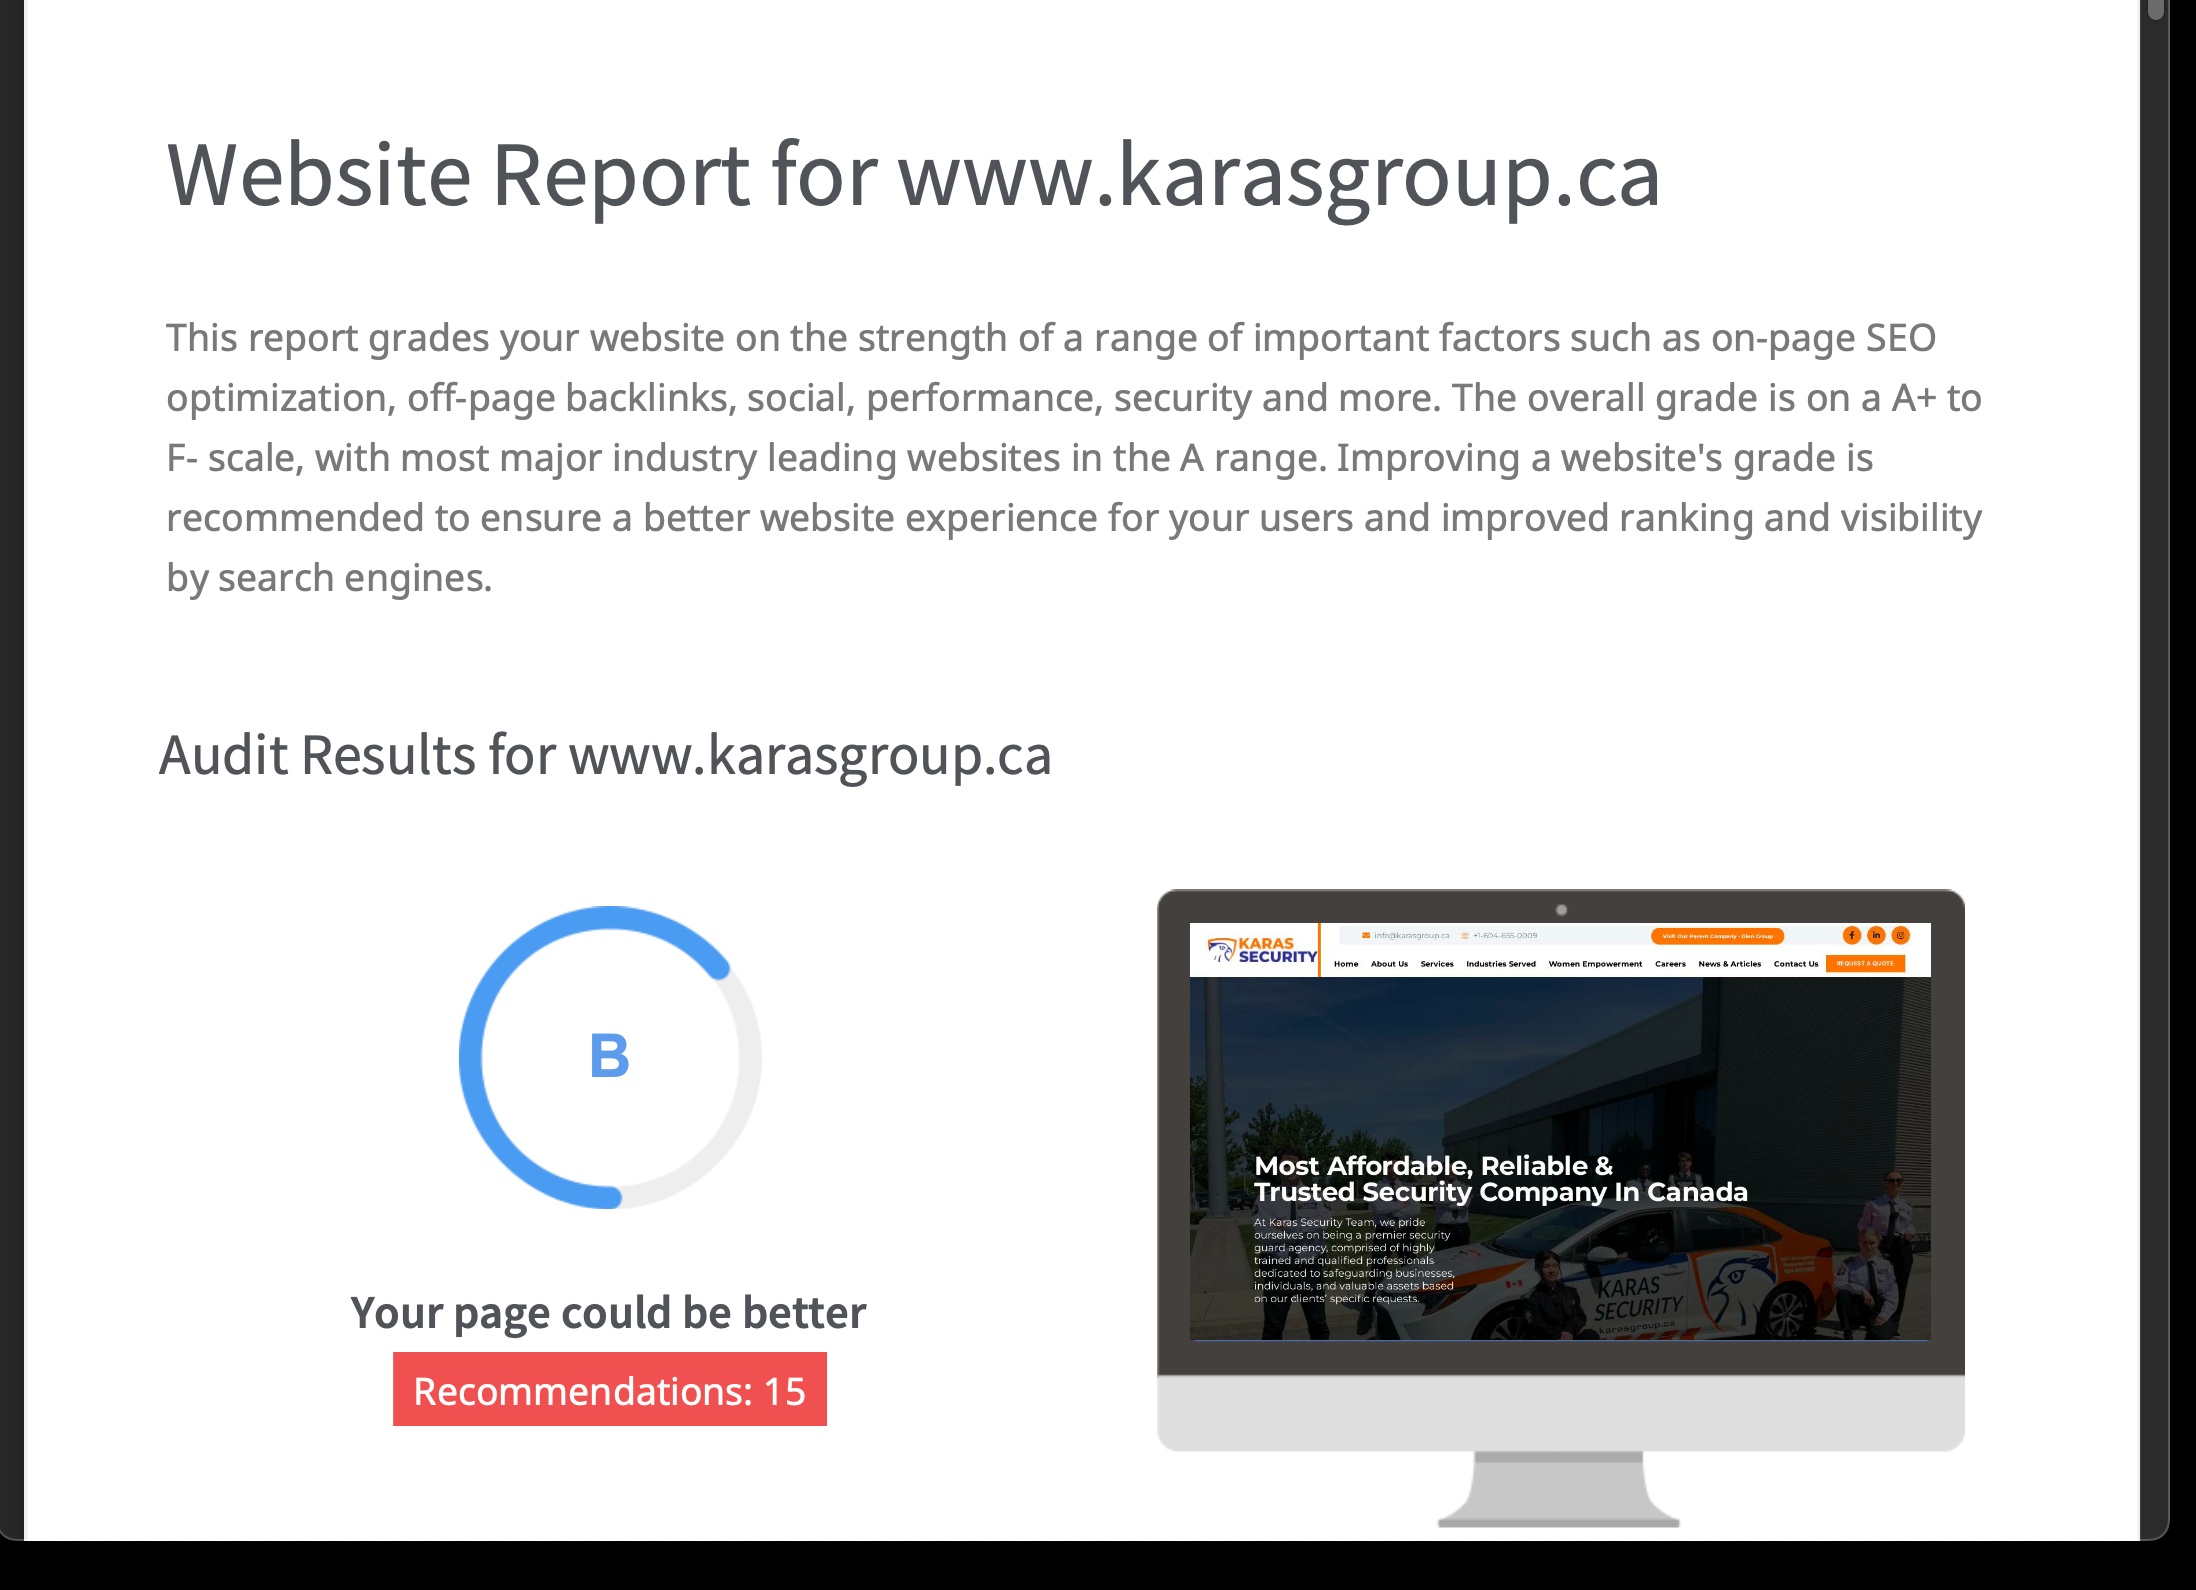 Website Report for www.karasgroup.ca
This report grades your website on the strength of a range of important factors such as on-page SEO
optimization, off-page backlinks, social, performance, security and more. The overall grade is on a A+ to
F- scale, with most major industry leading websites in the A range. Improving a website's grade is
recommended to ensure a better website experience for your users and improved ranking and visibility
by search engines.
Audit Results for www.karasgroup.ca
B
Your page could be better
Recommendations: 15
KARAS
SECURITY
info@karasgroup.ca +1-604-655-0009 Visit Our Parent Company - Glen Group
Home About Us Services Industries Served Women Empowerment Careers News & Articles Contact Us REQUEST A QUOTE
Most Affordable, Reliable &
Trusted Security Company In Canada
At Karas Security Team, we pride
ourselves on being a premier security
guard agency, comprised of highly
trained and qualified professionals
dedicated to safeguarding businesses,
individuals, and valuable assets based
on our clients' specific requests.
KARAS
SECURITY
karasgroup.ca